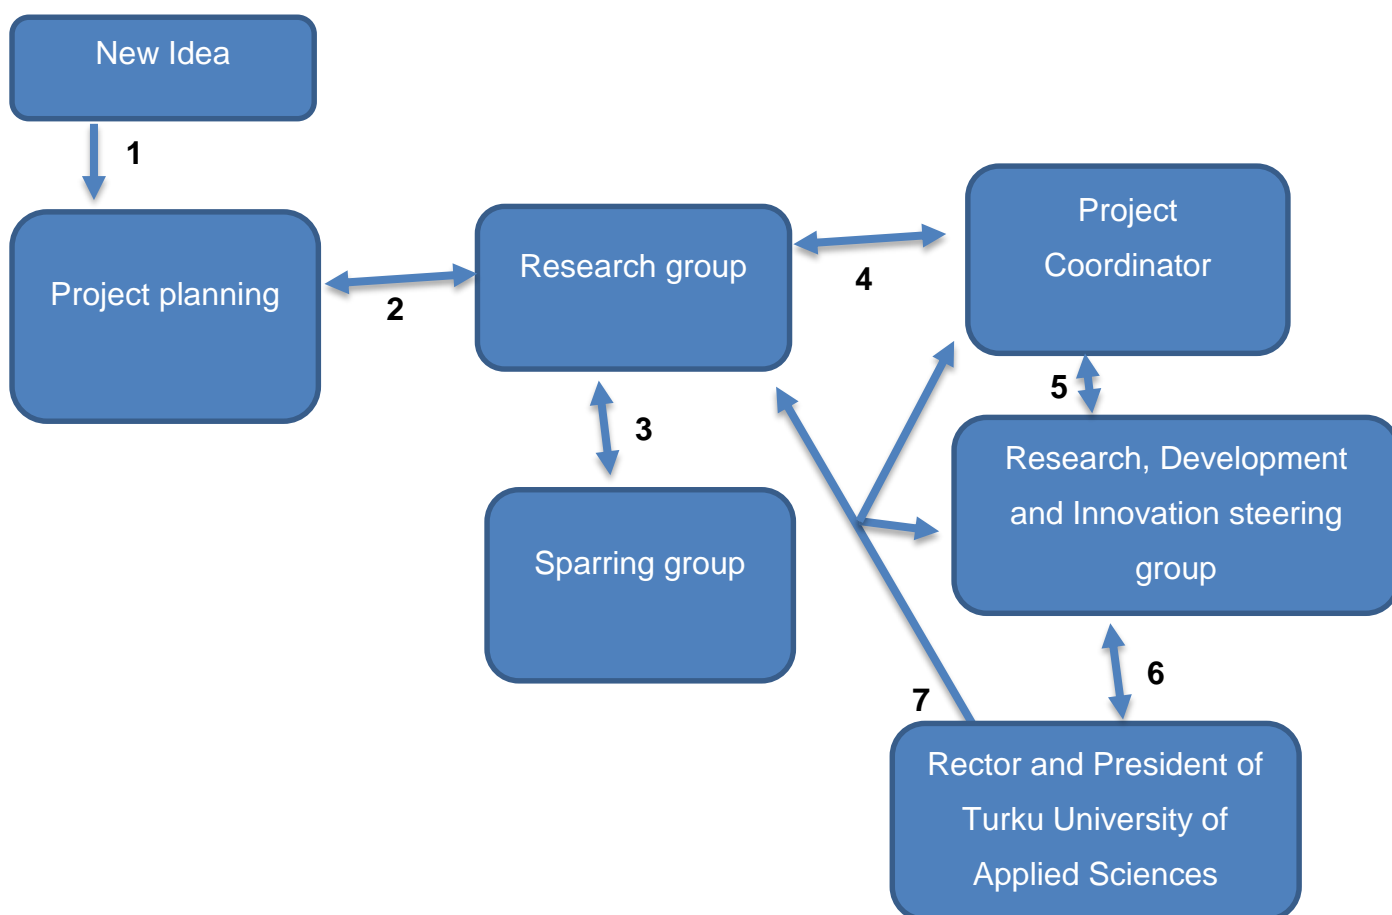 New Idea
1
Project planning
2
Research group
3
Sparring group
4
Project
Coordinator
5
Research, Development
and Innovation steering
group
6
7
Rector and President of
Turku University of
Applied Sciences